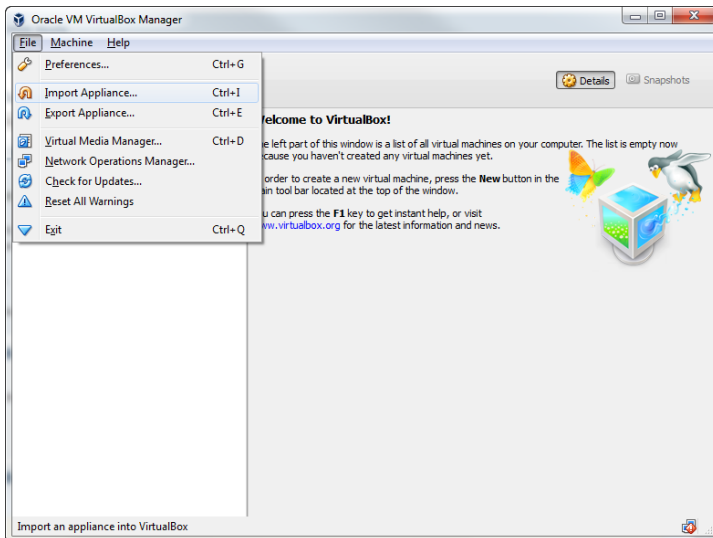 Oracle VM VirtualBox Manager
File Machine Help
Preferences... Ctrl+G
Import Appliance... Ctrl+I
Export Appliance... Ctrl+E
Virtual Media Manager... Ctrl+D
Network Operations Manager...
Check for Updates...
Reset All Warnings
Exit Ctrl+Q
Details Snapshots
elcome to VirtualBox!
e left part of this window is a list of all virtual machines on your computer. The list is empty now
cause you haven't created any virtual machines yet.
order to create a new virtual machine, press the New button in the
ain tool bar located at the top of the window.
u can press the F1 key to get instant help, or visit
ww.virtualbox.org for the latest information and news.
Import an appliance into VirtualBox